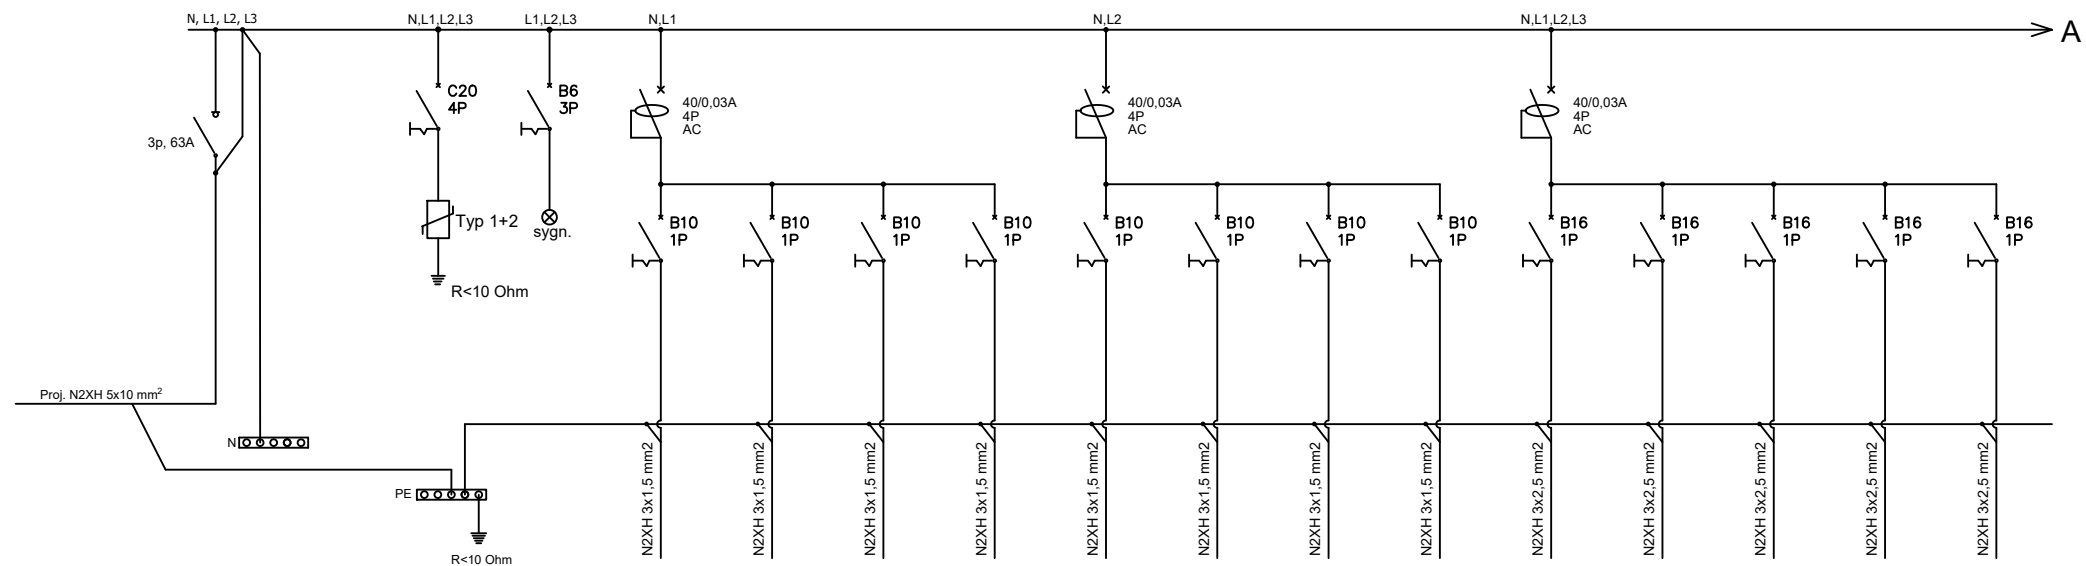 N, L1, L2, L3
N,L1,L2,L3
L1,L2,L3
N,L1
N,L2
N,L1,L2,L3
A
3p, 63A
C20
4P
B6
3P
40/0,03A
4P
AC
40/0,03A
4P
AC
40/0,03A
4P
AC
Typ 1+2
sygn.
R<10 Ohm
B10
1P
B10
1P
B10
1P
B10
1P
B10
1P
B10
1P
B10
1P
B10
1P
B16
1P
B16
1P
B16
1P
B16
1P
B16
1P
Proj. N2XH 5x10 mm²
N
PE
R<10 Ohm
N2XH 3x1,5 mm2
N2XH 3x1,5 mm2
N2XH 3x1,5 mm2
N2XH 3x1,5 mm2
N2XH 3x1,5 mm2
N2XH 3x1,5 mm2
N2XH 3x1,5 mm2
N2XH 3x1,5 mm2
N2XH 3x2,5 mm2
N2XH 3x2,5 mm2
N2XH 3x2,5 mm2
N2XH 3x2,5 mm2
N2XH 3x2,5 mm2